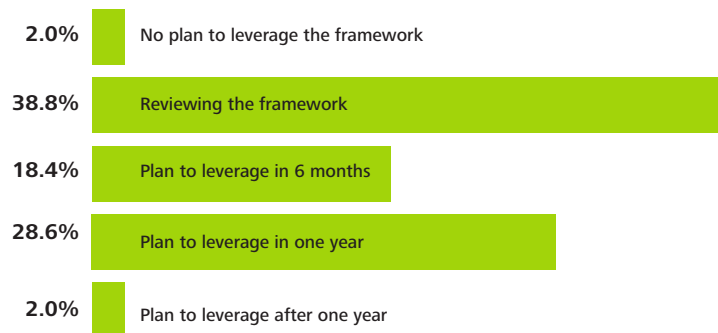 2.0% No plan to leverage the framework
38.8% Reviewing the framework
18.4% Plan to leverage in 6 months
28.6% Plan to leverage in one year
2.0% Plan to leverage after one year